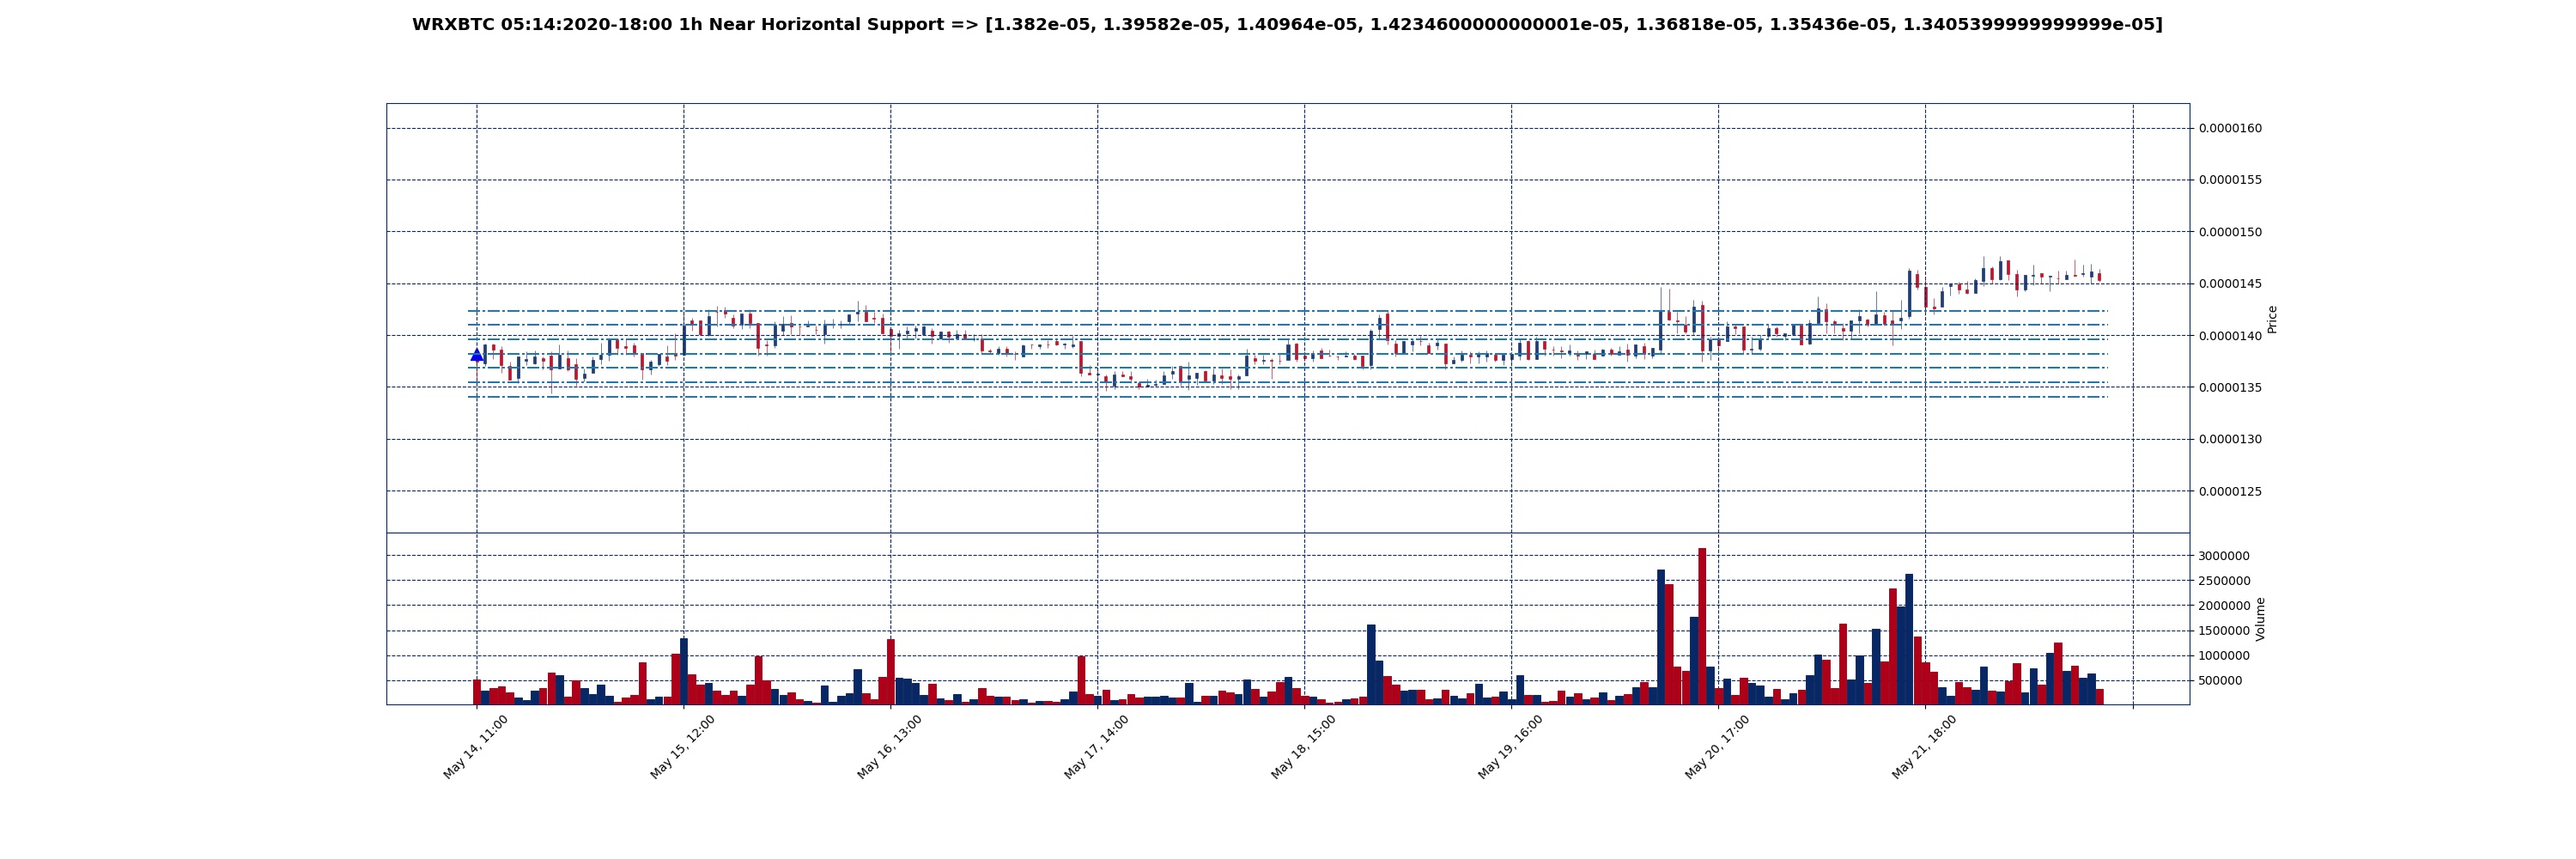 WRXBTC 05:14:2020-18:00 1h Near Horizontal Support => [1.382e-05, 1.39582e-05, 1.40964e-05, 1.4234600000000001e-05, 1.36818e-05, 1.35436e-05, 1.3405399999999999e-05]
0.0000160
0.0000155
0.0000150
0.0000145
0.0000140
0.0000135
0.0000130
0.0000125
Price
3000000
2500000
2000000
1500000
1000000
500000
Volume
May 14, 11:00
May 15, 12:00
May 16, 13:00
May 17, 14:00
May 18, 15:00
May 19, 16:00
May 20, 17:00
May 21, 18:00